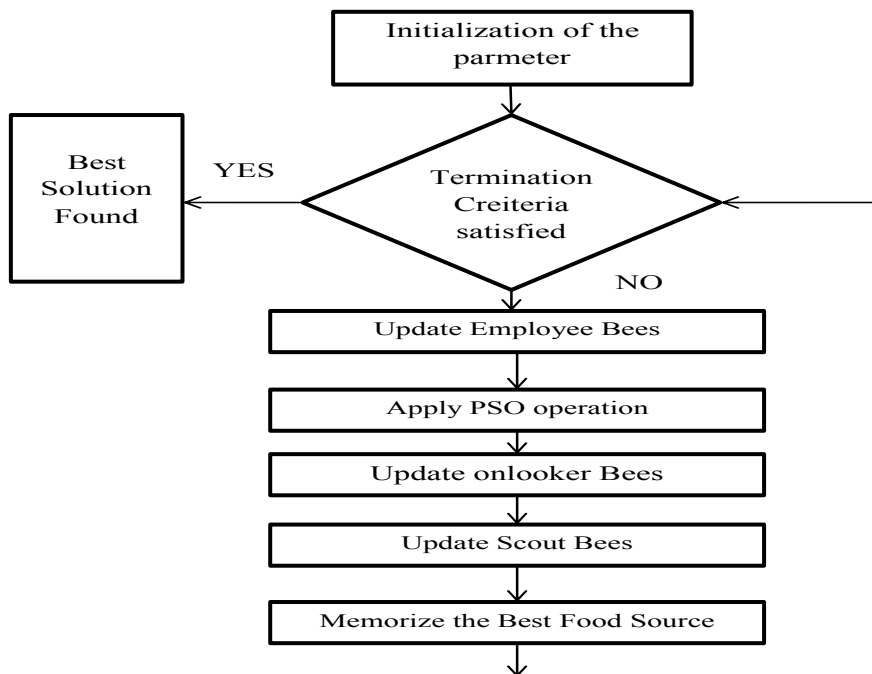 Initialization of the
parmeter
Best
Solution
Found
YES
Termination
Creiteria
satisfied
NO
Update Employee Bees
Apply PSO operation
Update onlooker Bees
Update Scout Bees
Memorize the Best Food Source